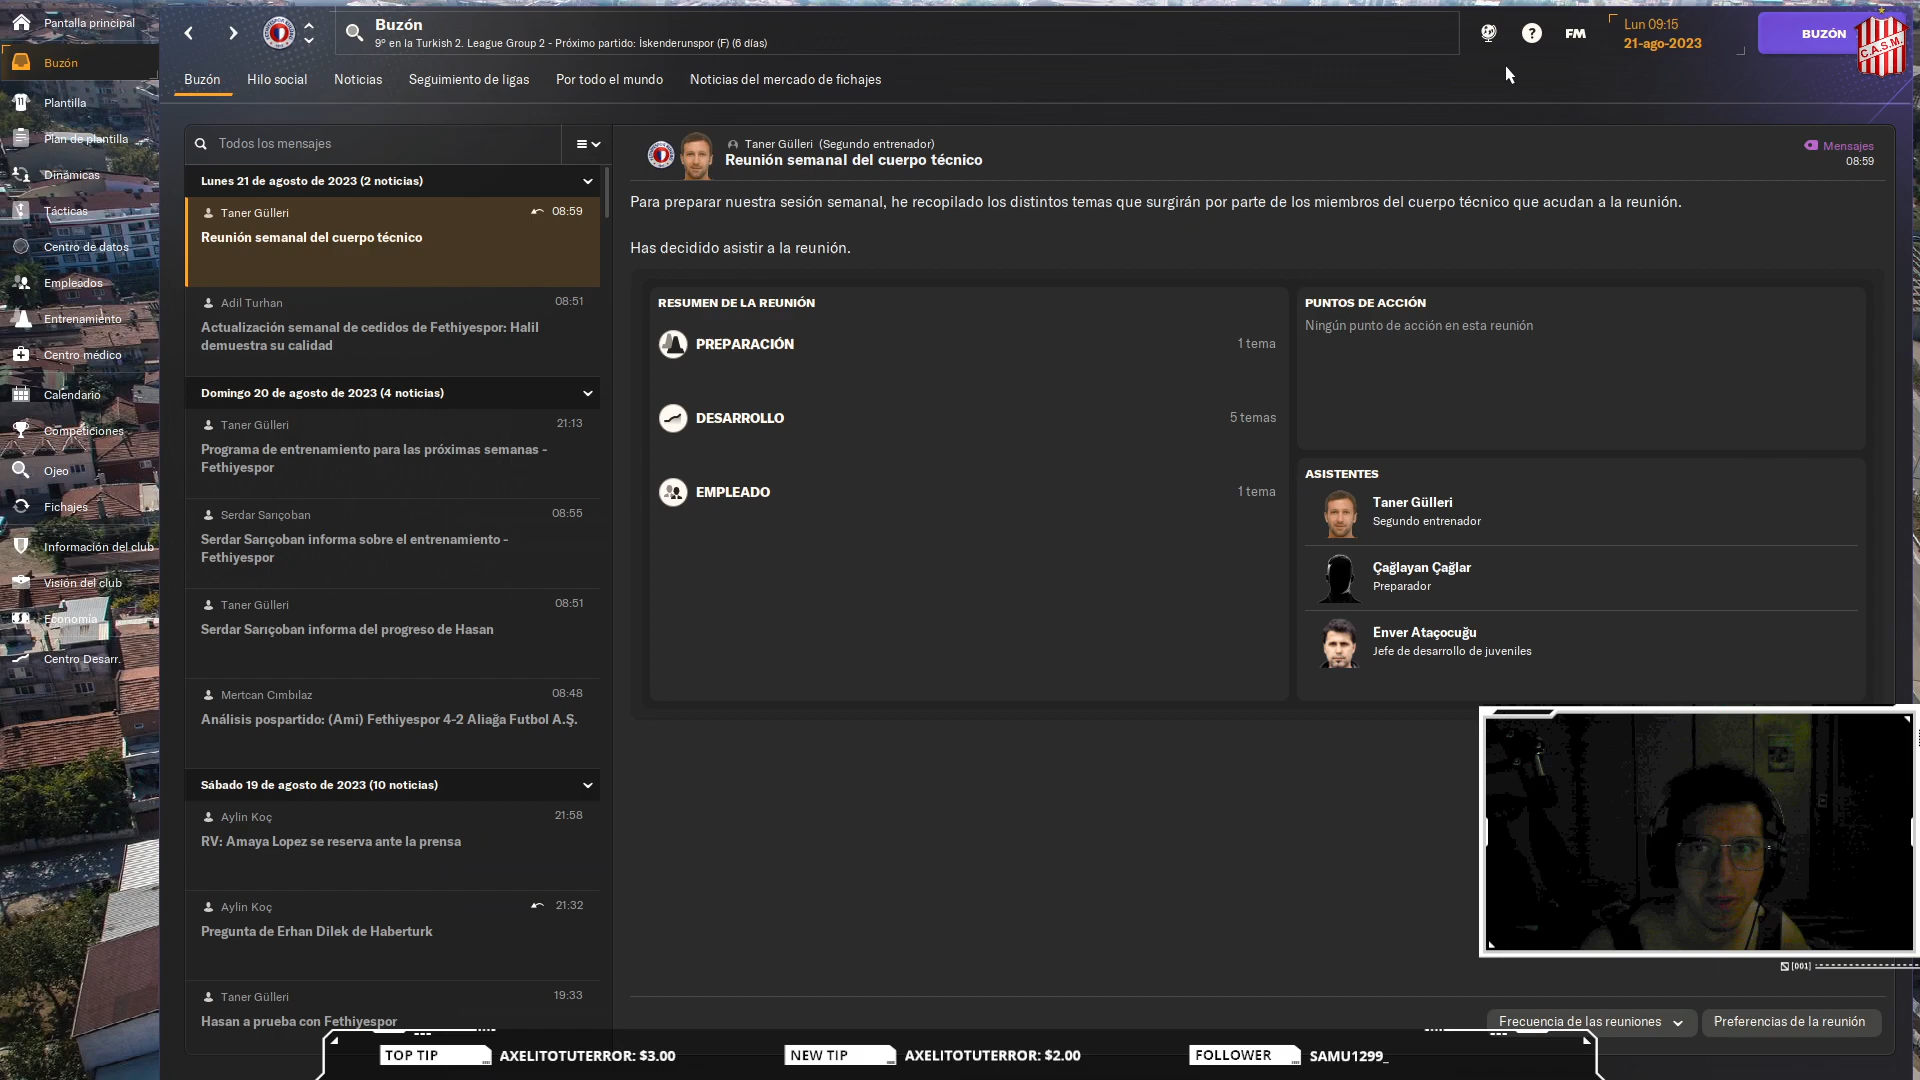 Pantalla principal
Buzón
Plantilla
Plan de plantilla
Dinámicas
Tácticas
Centro de datos
Empleados
Entrenamiento
Centro médico
Calendario
Competiciones
Ojeo
Fichajes
Información del club
Visión del club
Economía
Centro Desarr.
Buzón
9º en la Turkish 2. League Group 2 - Próximo partido: İskenderunspor (F) (6 días)
FM
Lun 09:15
21-ago-2023
BUZÓN
C.A.S.M.
Buzón
Hilo social
Noticias
Seguimiento de ligas
Por todo el mundo
Noticias del mercado de fichajes
Todos los mensajes
Lunes 21 de agosto de 2023 (2 noticias)
Taner Gülleri
08:59
Reunión semanal del cuerpo técnico
Adil Turhan
08:51
Actualización semanal de cedidos de Fethiyespor: Halil
demuestra su calidad
Domingo 20 de agosto de 2023 (4 noticias)
Taner Gülleri
21:13
Programa de entrenamiento para las próximas semanas -
Fethiyespor
Serdar Sarıçoban
08:55
Serdar Sarıçoban informa sobre el entrenamiento -
Fethiyespor
Taner Gülleri
08:51
Serdar Sarıçoban informa del progreso de Hasan
Mertcan Cımbılaz
08:48
Análisis pospartido: (Ami) Fethiyespor 4-2 Aliağa Futbol A.Ş.
Sábado 19 de agosto de 2023 (10 noticias)
Aylin Koç
21:58
RV: Amaya Lopez se reserva ante la prensa
Aylin Koç
21:32
Pregunta de Erhan Dilek de Haberturk
Taner Gülleri
19:33
Hasan a prueba con Fethiyespor
Taner Gülleri (Segundo entrenador)
Reunión semanal del cuerpo técnico
Mensajes
08:59
Para preparar nuestra sesión semanal, he recopilado los distintos temas que surgirán por parte de los miembros del cuerpo técnico que acudan a la reunión.
Has decidido asistir a la reunión.
RESUMEN DE LA REUNIÓN
PREPARACIÓN
1 tema
DESARROLLO
5 temas
EMPLEADO
1 tema
PUNTOS DE ACCIÓN
Ningún punto de acción en esta reunión
ASISTENTES
Taner Gülleri
Segundo entrenador
Çağlayan Çağlar
Preparador
Enver Ataçocuğu
Jefe de desarrollo de juveniles
[001]
Frecuencia de las reuniones
Preferencias de la reunión
TOP TIP
AXELITOTUTERROR: $3.00
NEW TIP
AXELITOTUTERROR: $2.00
FOLLOWER
SAMU1299_